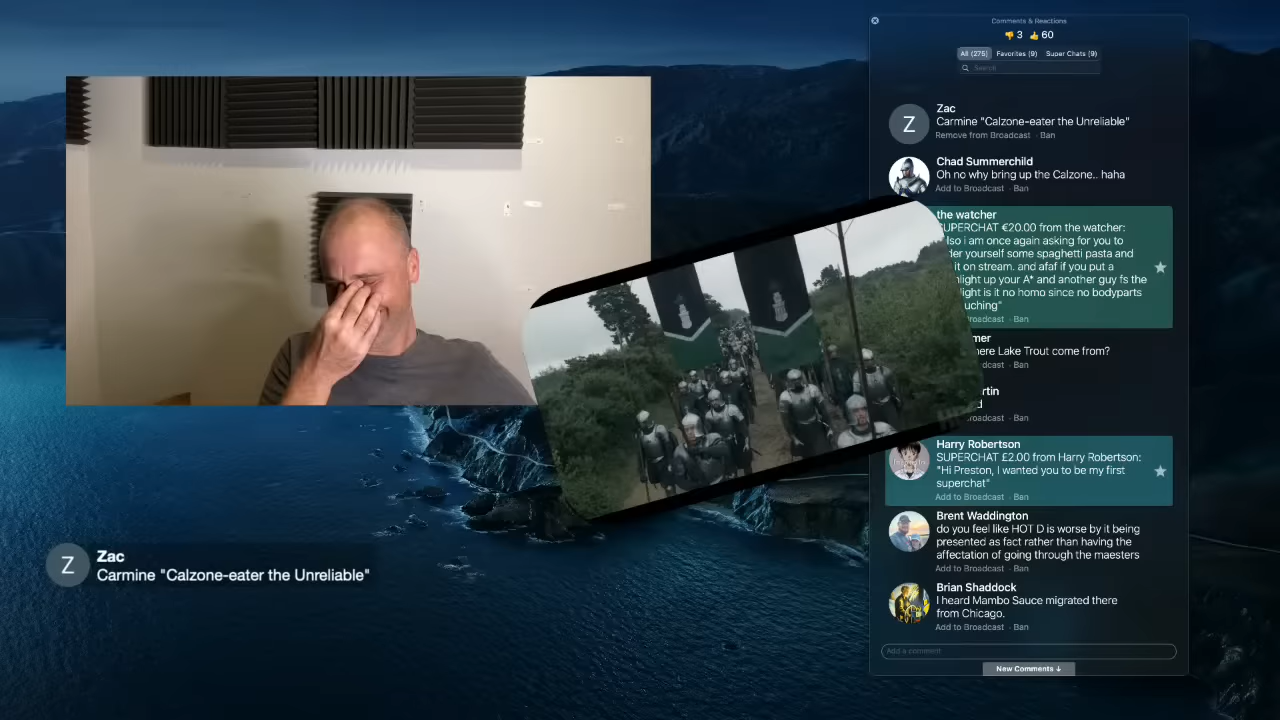 Comments & Reactions
👎 3 👍 60
All (275) Favorites (9) Super Chats (9)
Search
Z
Zac
Carmine "Calzone-eater the Unreliable"
Remove from Broadcast · Ban
Chad Summerchild
Oh no why bring up the Calzone.. haha
Add to Broadcast · Ban
the watcher
SUPERCHAT €20.00 from the watcher:
lso i am once again asking for you to
der yourself some spaghetti pasta and
it on stream. and afaf if you put a
light up your A* and another guy fs the
light is it no homo since no bodyparts
uching"
roadcast · Ban
mer
here Lake Trout come from?
roadcast · Ban
rtin
d
roadcast · Ban
Harry Robertson
SUPERCHAT £2.00 from Harry Robertson:
"Hi Preston, I wanted you to be my first
superchat"
Add to Broadcast · Ban
Brent Waddington
do you feel like HOT D is worse by it being
presented as fact rather than having the
affectation of going through the maesters
Add to Broadcast · Ban
Brian Shaddock
I heard Mambo Sauce migrated there
from Chicago.
Add to Broadcast · Ban
Add a comment
New Comments ↓
Z
Zac
Carmine "Calzone-eater the Unreliable"